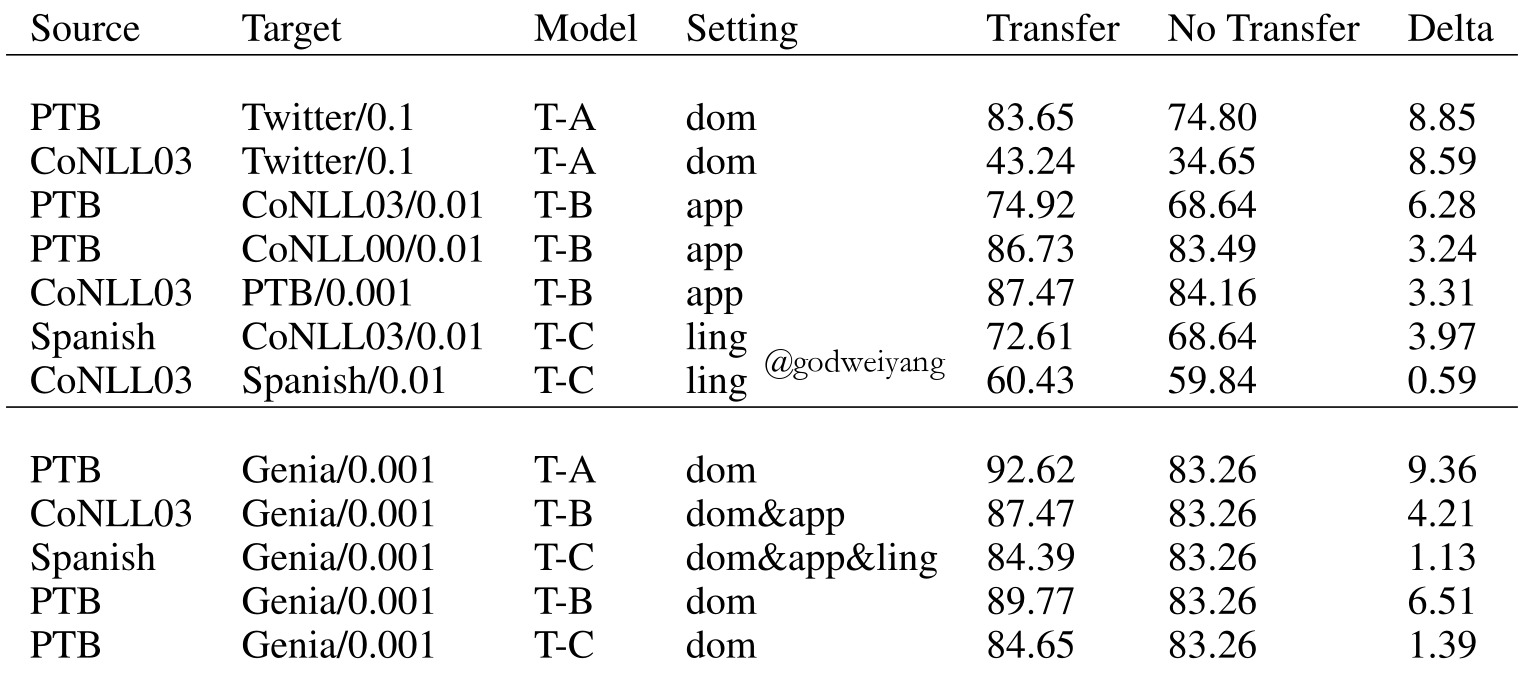 Source Target Model Setting Transfer No Transfer Delta
PTB Twitter/0.1 T-A dom 83.65 74.80 8.85
CoNLL03 Twitter/0.1 T-A dom 43.24 34.65 8.59
PTB CoNLL03/0.01 T-B app 74.92 68.64 6.28
PTB CoNLL00/0.01 T-B app 86.73 83.49 3.24
CoNLL03 PTB/0.001 T-B app 87.47 84.16 3.31
Spanish CoNLL03/0.01 T-C ling 72.61 68.64 3.97
@godweiyang
CoNLL03 Spanish/0.01 T-C ling 60.43 59.84 0.59
PTB Genia/0.001 T-A dom 92.62 83.26 9.36
CoNLL03 Genia/0.001 T-B dom&app 87.47 83.26 4.21
Spanish Genia/0.001 T-C dom&app&ling 84.39 83.26 1.13
PTB Genia/0.001 T-B dom 89.77 83.26 6.51
PTB Genia/0.001 T-C dom 84.65 83.26 1.39